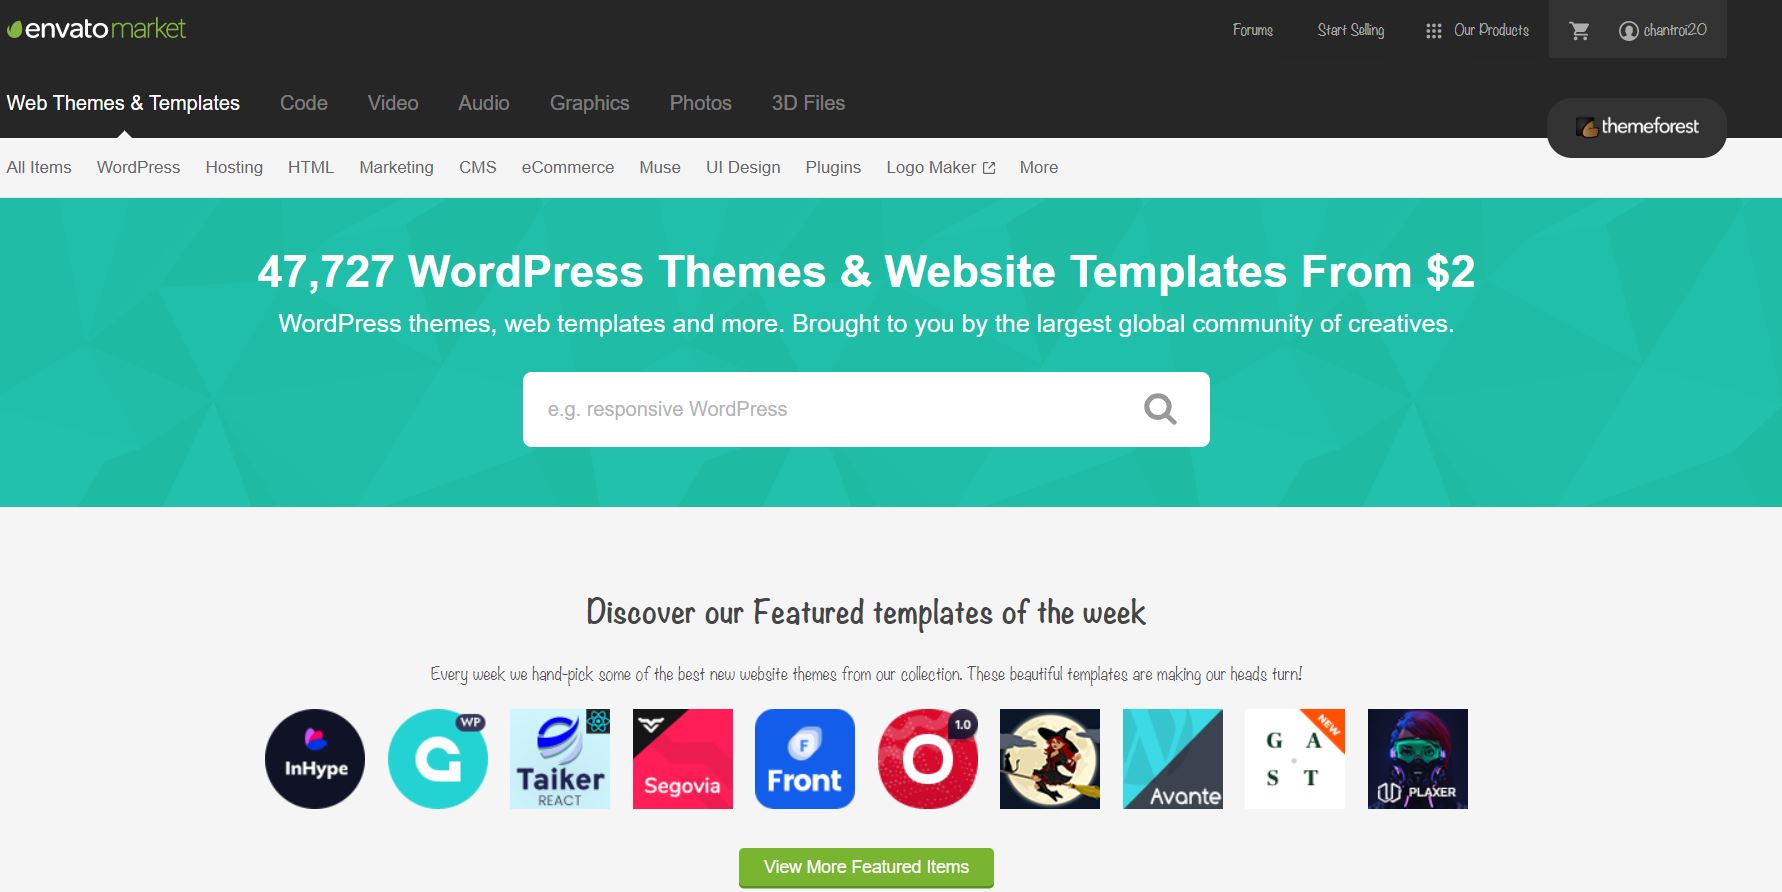 envato market
Forums Start Selling Our Products chantroi20
Web Themes & Templates Code Video Audio Graphics Photos 3D Files
themeforest
All Items WordPress Hosting HTML Marketing CMS eCommerce Muse UI Design Plugins Logo Maker More
47,727 WordPress Themes & Website Templates From $2
WordPress themes, web templates and more. Brought to you by the largest global community of creatives.
e.g. responsive WordPress
Discover our Featured templates of the week
Every week we hand-pick some of the best new website themes from our collection. These beautiful templates are making our heads turn!
InHype
G WP
Taiker
REACT
Segovia
F
Front
O 1.0
Avante
NEW
G A
S T
PLAXER
View More Featured Items